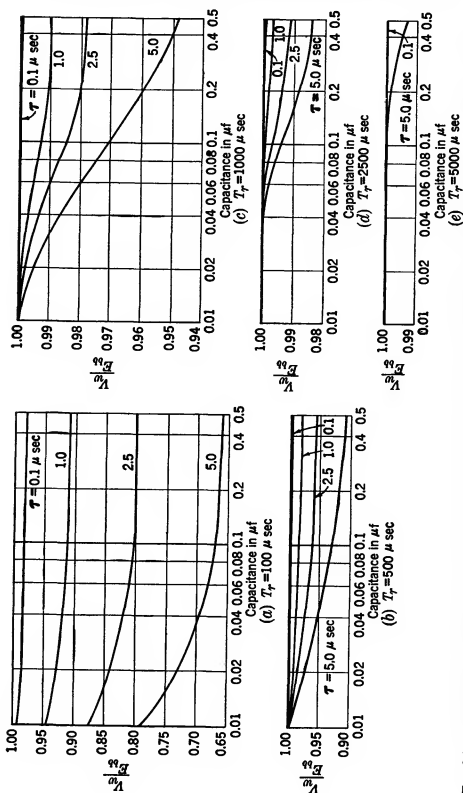 1.00
0.95
0.90
0.85
0.80
0.75
0.70
0.65
V_w
E_bb
τ = 0.1 μ sec
1.0
2.5
5.0
0.01 0.02 0.04 0.06 0.08 0.1 0.2 0.4 0.5
Capacitance in μf
(a) T_r =100 μ sec
1.00
0.95
0.90
V_w
E_bb
τ =5.0 μ sec
2.5
1.0
0.1
0.01 0.02 0.04 0.06 0.08 0.1 0.2 0.4 0.5
Capacitance in μf
(b) T_r =500 μ sec
1.00
0.99
0.98
0.97
0.96
0.95
0.94
V_w
E_bb
τ = 0.1 μ sec
1.0
2.5
5.0
0.01 0.02 0.04 0.06 0.08 0.1 0.2 0.4 0.5
Capacitance in μf
(c) T_r =10000 μ sec
1.00
0.99
0.98
V_w
E_bb
0.1
1.0
2.5
τ= 5.0 μ sec
0.01 0.02 0.04 0.06 0.08 0.1 0.2 0.4 0.5
Capacitance in μf
(d) T_r =2500 μ sec
1.00
0.99
V_w
E_bb
τ =5.0 μ sec
0.1
0.01 0.02 0.04 0.06 0.08 0.1 0.2 0.4 0.5
Capacitance in μf
(e) T_r =5000 μ sec